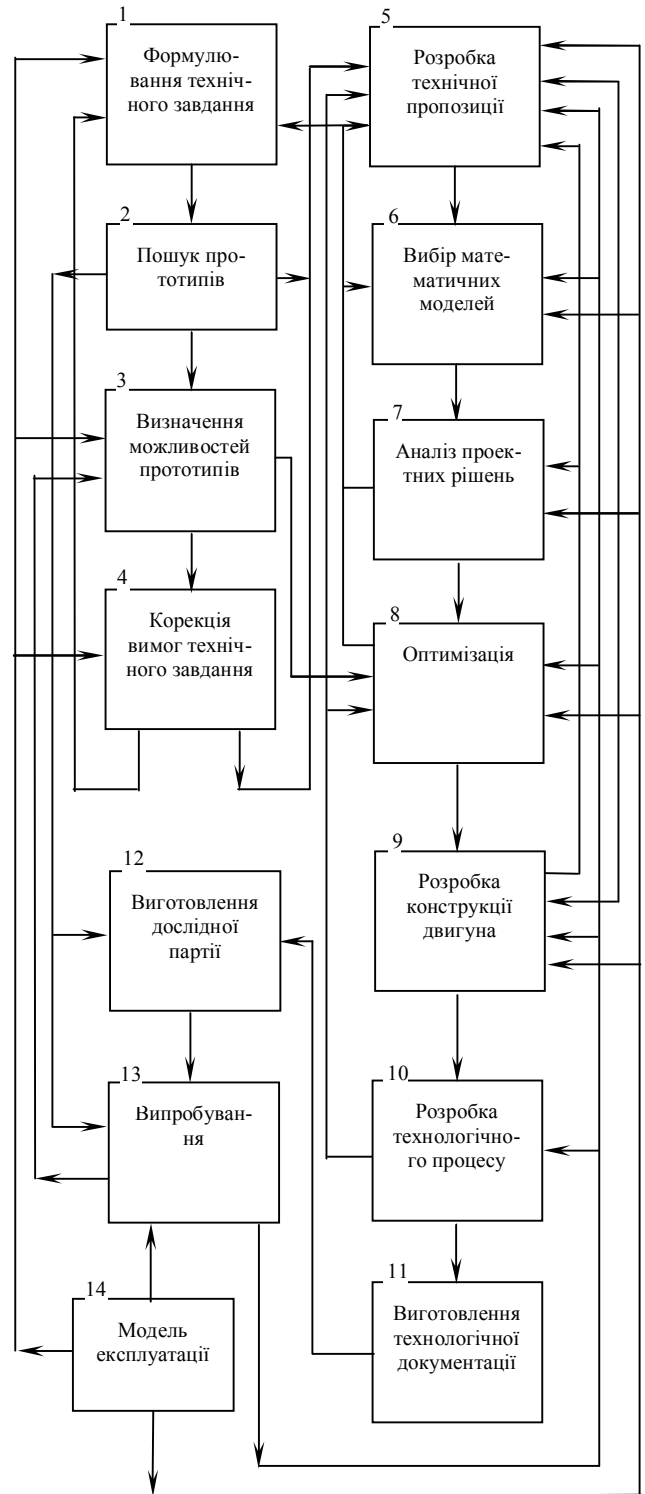 1
Формулю-
вання техніч-
ного завдання
2
Пошук про-
тотипів
3
Визначення
можливостей
прототипів
4
Корекція
вимог техніч-
ного завдання
5
Розробка
технічної
пропозиції
6
Вибір мате-
матичних
моделей
7
Аналіз проек-
тних рішень
8
Оптимізація
9
Розробка
конструкції
двигуна
10
Розробка
технологічно-
го процесу
11
Виготовлення
технологічної
документації
12
Виготовлення
дослідної
партії
13
Випробуван-
ня
14
Модель
експлуатації